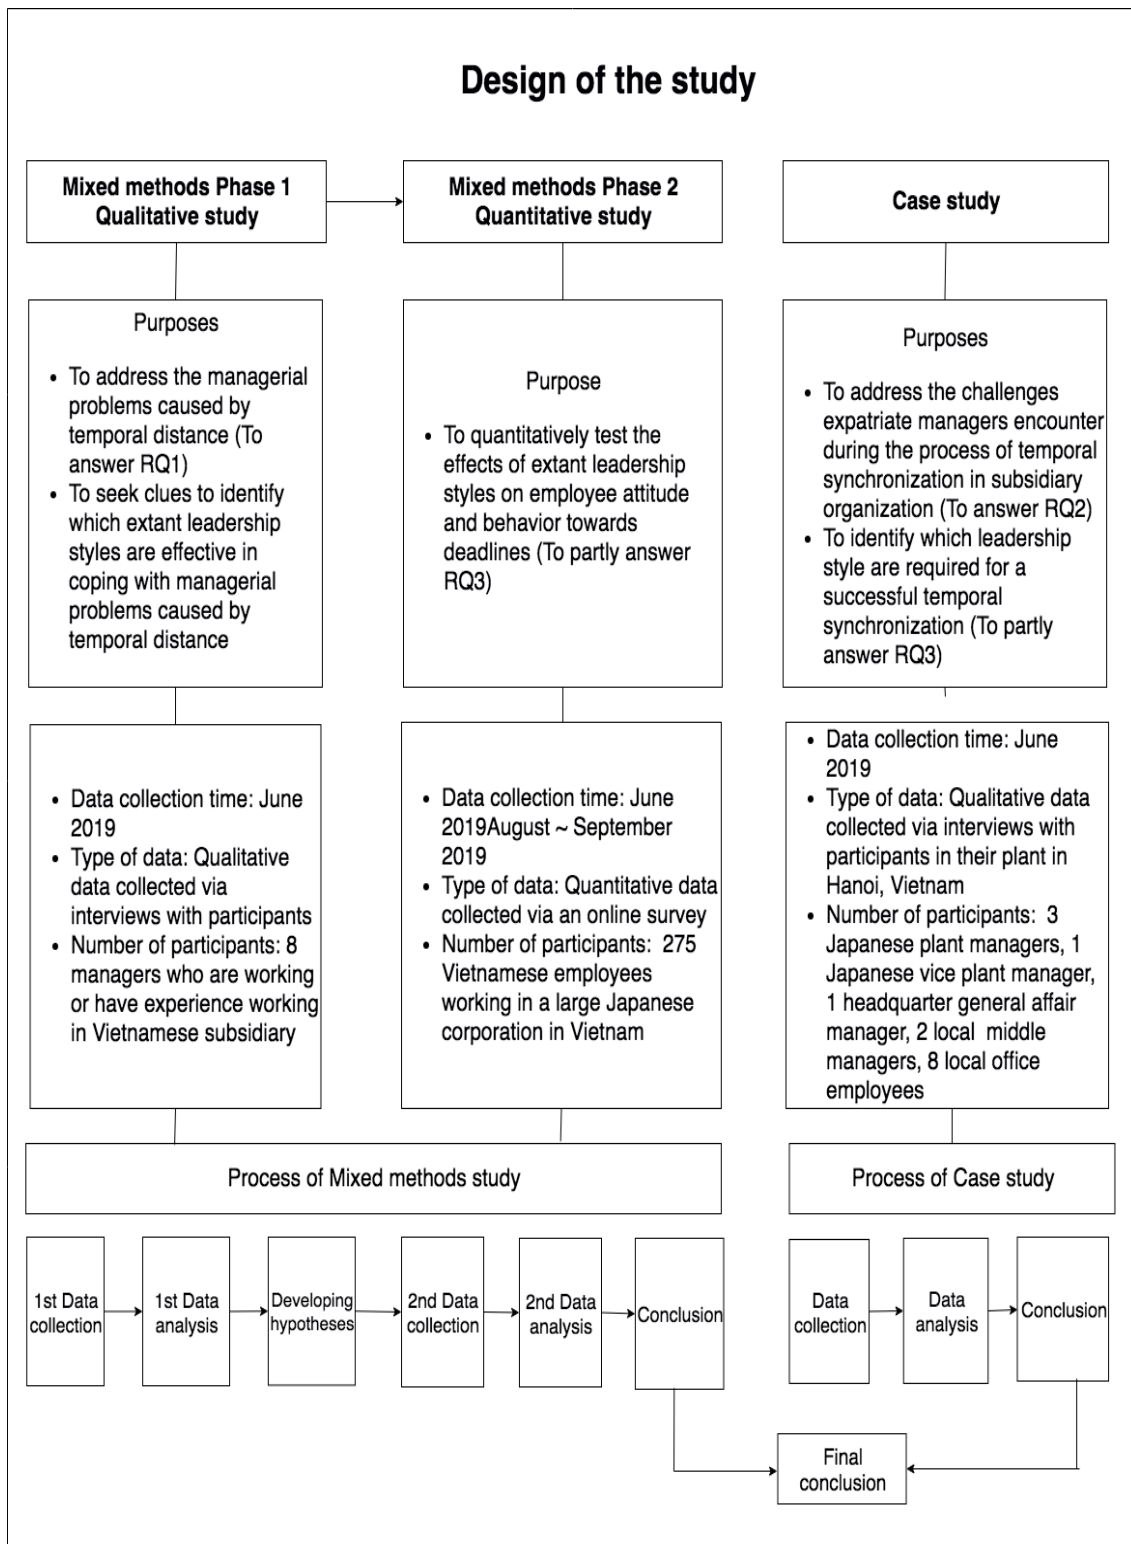 Design of the study
Mixed methods Phase 1
Qualitative study
Mixed methods Phase 2
Quantitative study
Case study
Purposes
• To address the managerial
problems caused by
temporal distance (To
answer RQ1)
• To seek clues to identify
which extant leadership
styles are effective in
coping with managerial
problems caused by
temporal distance
Purpose
• To quantitatively test the
effects of extant leadership
styles on employee attitude
and behavior towards
deadlines (To partly answer
RQ3)
Purposes
• To address the challenges
expatriate managers encounter
during the process of temporal
synchronization in subsidiary
organization (To answer RQ2)
• To identify which leadership
style are required for a
successful temporal
synchronization (To partly
answer RQ3)
• Data collection time: June
2019
• Type of data: Qualitative
data collected via
interviews with participants
• Number of participants: 8
managers who are working
or have experience working
in Vietnamese subsidiary
• Data collection time: June
2019August ~ September
2019
• Type of data: Quantitative data
collected via an online survey
• Number of participants: 275
Vietnamese employees
working in a large Japanese
corporation in Vietnam
• Data collection time: June
2019
• Type of data: Qualitative data
collected via interviews with
participants in their plant in
Hanoi, Vietnam
• Number of participants: 3
Japanese plant managers, 1
Japanese vice plant manager,
1 headquarter general affair
manager, 2 local middle
managers, 8 local office
employees
Process of Mixed methods study
Process of Case study
1st Data
collection
1st Data
analysis
Developing
hypotheses
2nd Data
collection
2nd Data
analysis
Conclusion
Data
collection
Data
analysis
Conclusion
Final
conclusion